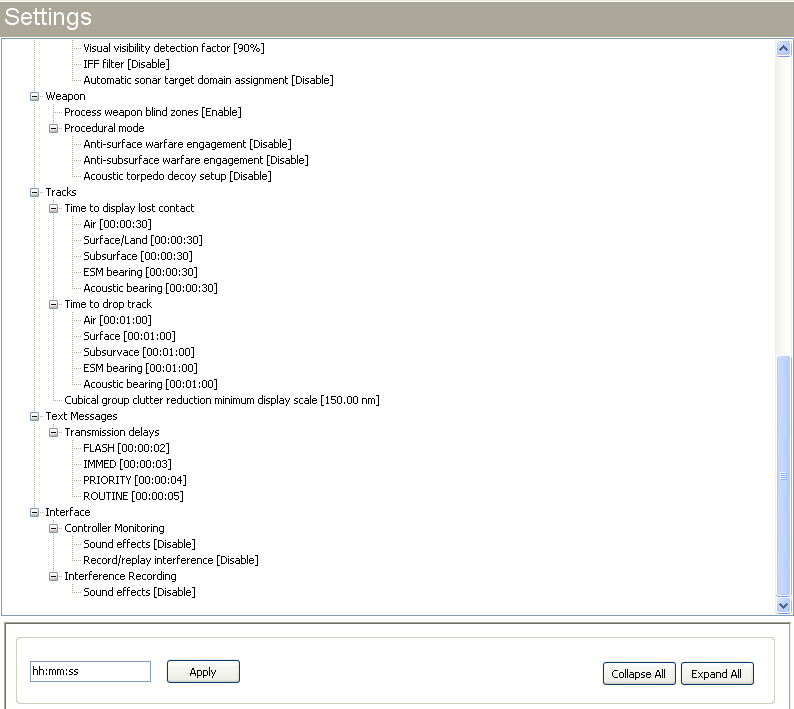 Settings
Visual visibility detection factor [90%]
IFF filter [Disable]
Automatic sonar target domain assignment [Disable]
Weapon
Process weapon blind zones [Enable]
Procedural mode
Anti-surface warfare engagement [Disable]
Anti-subsurface warfare engagement [Disable]
Acoustic torpedo decoy setup [Disable]
Tracks
Time to display lost contact
Air [00:00:30]
Surface/Land [00:00:30]
Subsurface [00:00:30]
ESM bearing [00:00:30]
Acoustic bearing [00:00:30]
Time to drop track
Air [00:01:00]
Surface [00:01:00]
Subsurvace [00:01:00]
ESM bearing [00:01:00]
Acoustic bearing [00:01:00]
Cubical group clutter reduction minimum display scale [150.00 nm]
Text Messages
Transmission delays
FLASH [00:00:02]
IMMED [00:00:03]
PRIORITY [00:00:04]
ROUTINE [00:00:05]
Interface
Controller Monitoring
Sound effects [Disable]
Record/replay interference [Disable]
Interference Recording
Sound effects [Disable]
hh:mm:ss Apply Collapse All Expand All